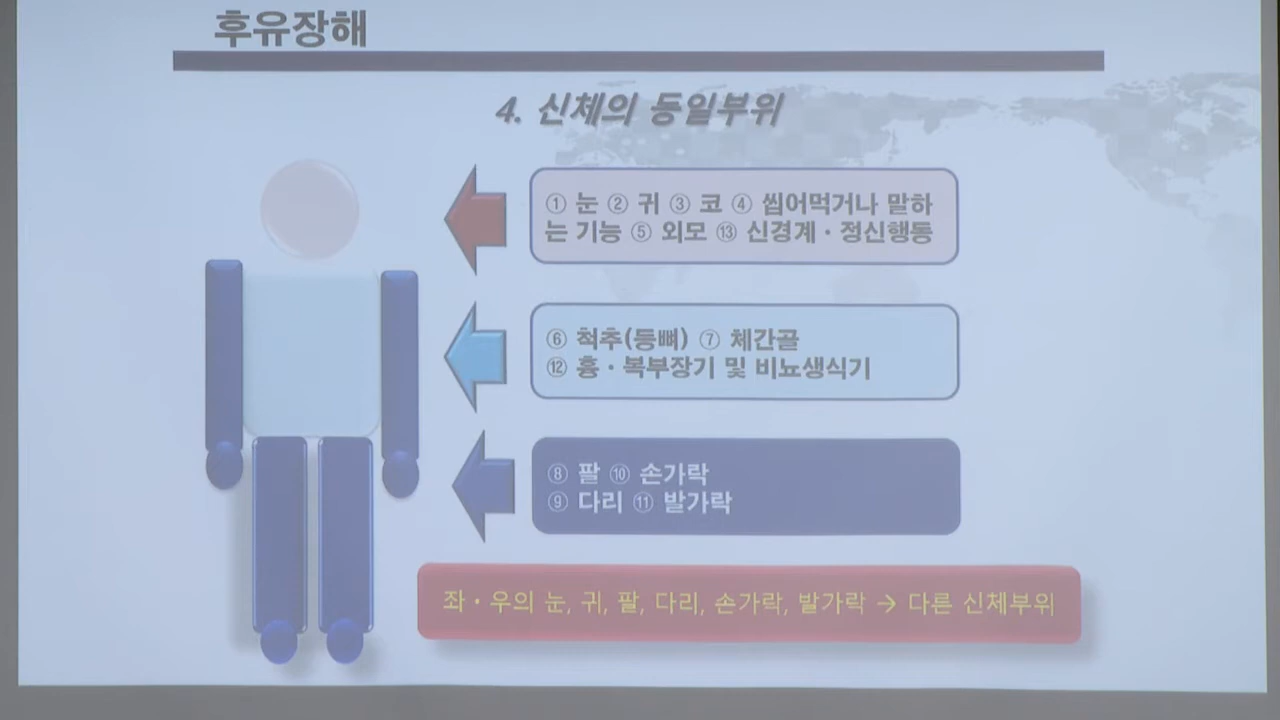 후유장해
4. 신체의 동일부위
① 눈 ② 귀 ③ 코 ④ 씹어먹거나 말하
는 기능 ⑤ 외모 ⑬ 신경계·정신행동
⑥ 척추(등뼈) ⑦ 체간골
⑫ 흉·복부장기 및 비뇨생식기
⑧ 팔 ⑩ 손가락
⑨ 다리 ⑪ 발가락
좌·우의 눈, 귀, 팔, 다리, 손가락, 발가락 → 다른 신체부위